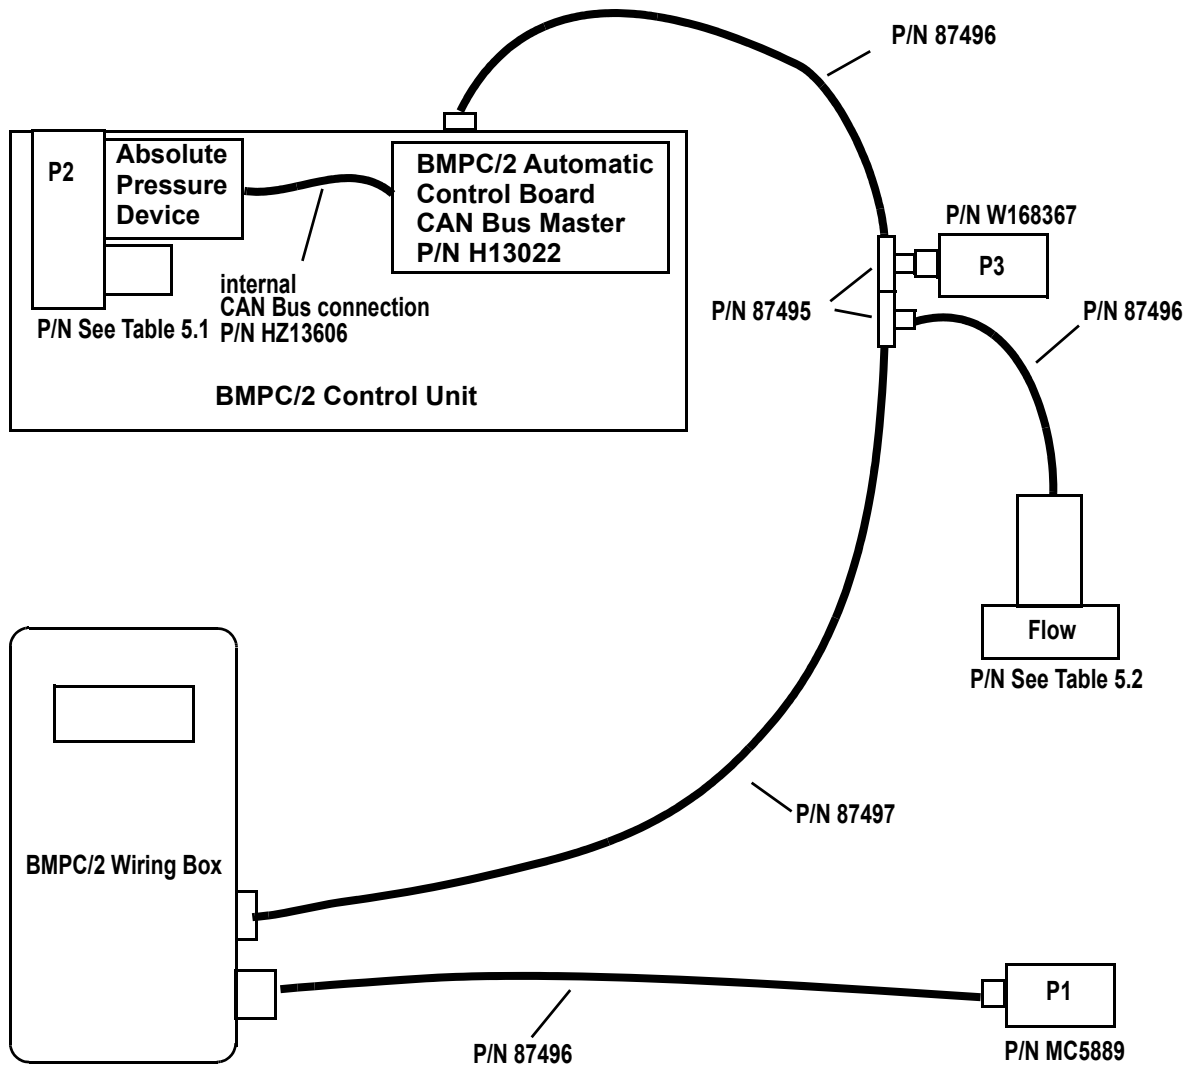 P/N 87496
P2
Absolute
Pressure
Device
BMPC/2 Automatic
Control Board
CAN Bus Master
P/N H13022
P/N W168367
P3
internal
CAN Bus connection
P/N HZ13606
P/N See Table 5.1
P/N 87495
P/N 87496
BMPC/2 Control Unit
Flow
P/N See Table 5.2
P/N 87497
BMPC/2 Wiring Box
P1
P/N 87496
P/N MC5889